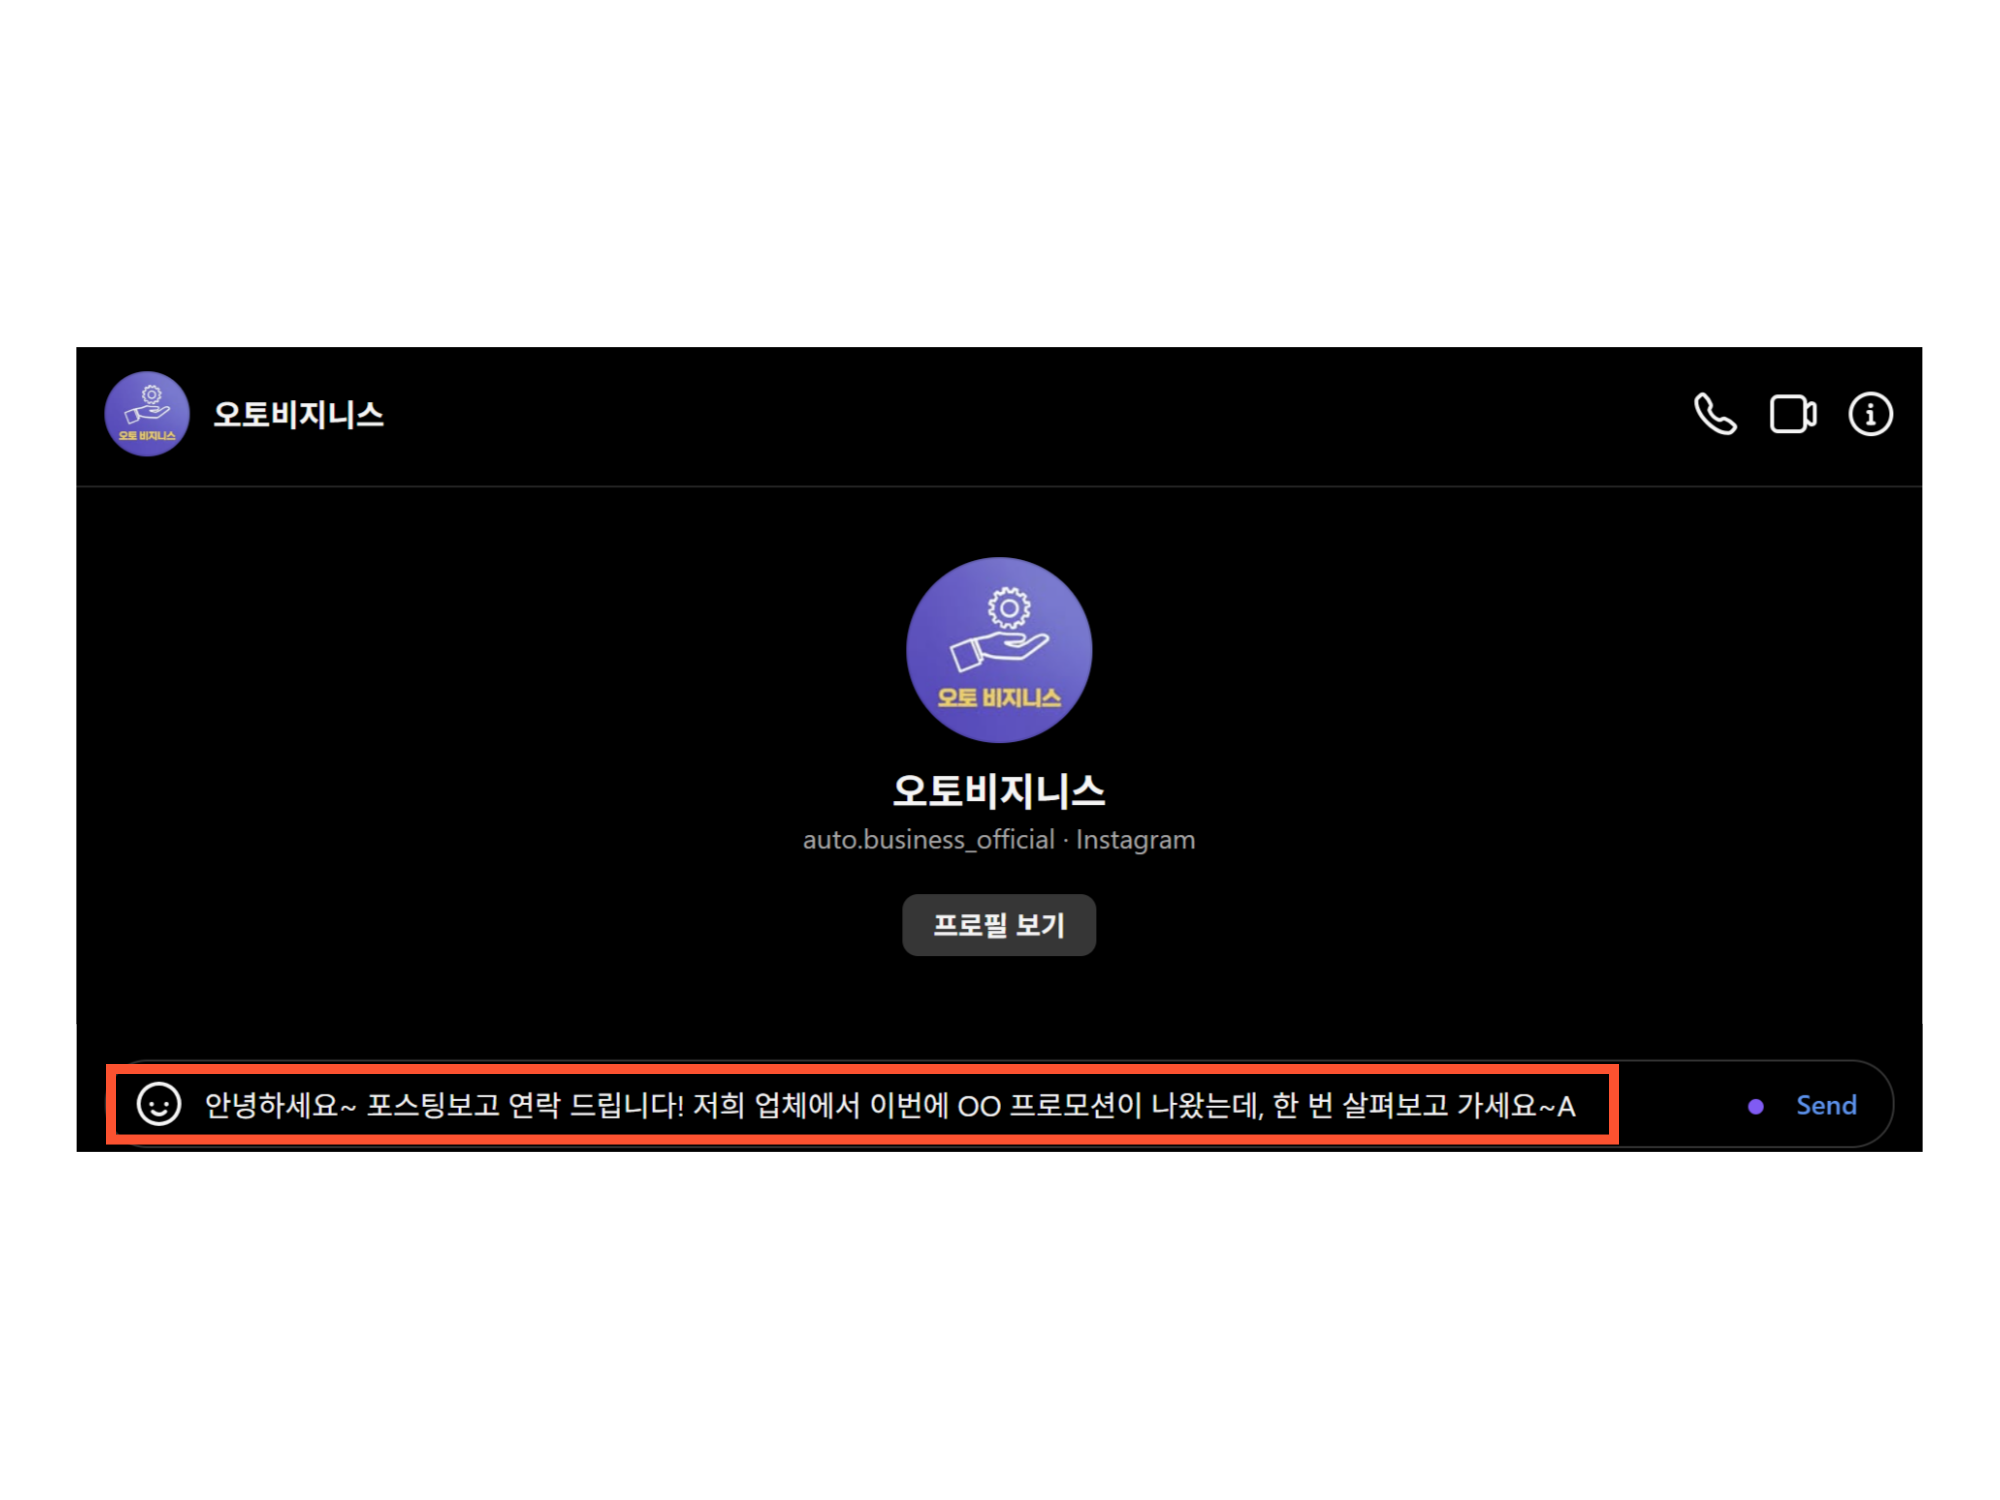 오토 비지니스
오토비지니스
오토 비지니스
오토비지니스
auto.business_official · Instagram
프로필 보기
안녕하세요~ 포스팅보고 연락 드립니다! 저희 업체에서 이번에 OO 프로모션이 나왔는데, 한 번 살펴보고 가세요~A
Send